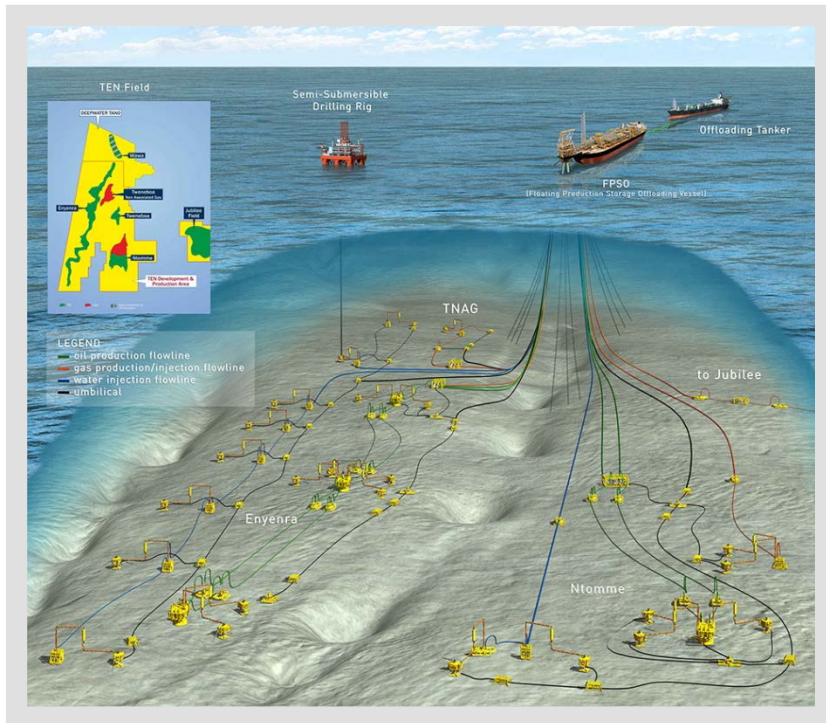 TEN Field
DEEPWATER TANO
Wawa
Tweneboa
Enyenra
Tweneboa
Jubilee
Field
Ntomme
TEN Development &
Production Area
Semi-Submersible
Drilling Rig
Offloading Tanker
FPSO
(Floating Production Storage Offloading Vessel)
TNAG
LEGEND
oil production flowline
gas production/injection flowline
water injection flowline
umbilical
to Jubilee
Enyenra
Ntomme